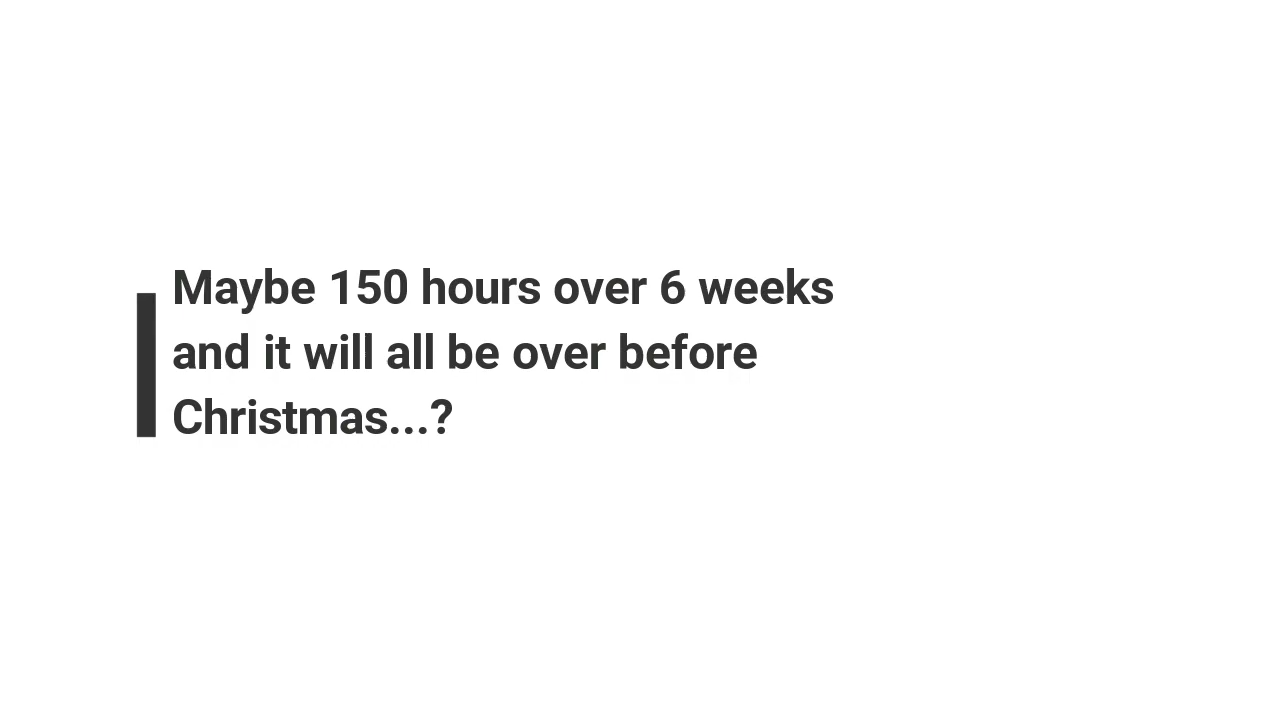 Maybe 150 hours over 6 weeks
and it will all be over before
Christmas...?